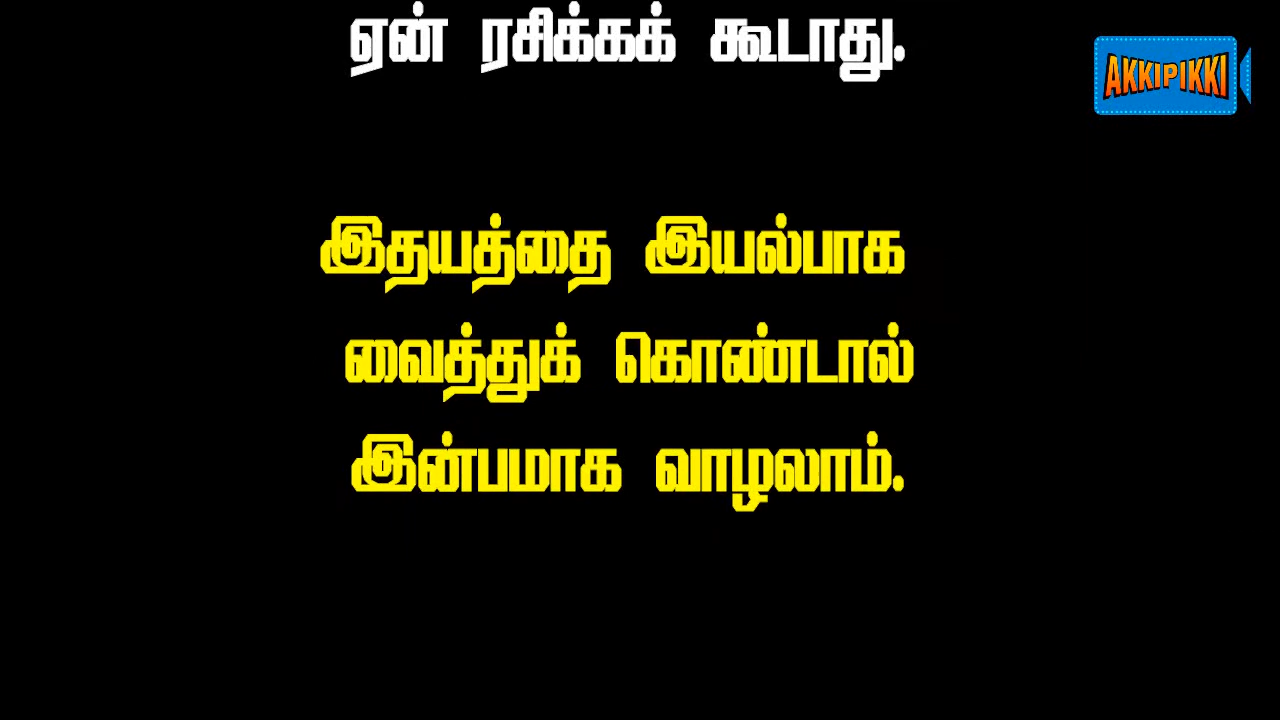 ஏன் ரசிக்கக் கூடாது.
AKKIPIKKI
இதயத்தை இயல்பாக
வைத்துக் கொண்டால்
இன்பமாக வாழலாம்.